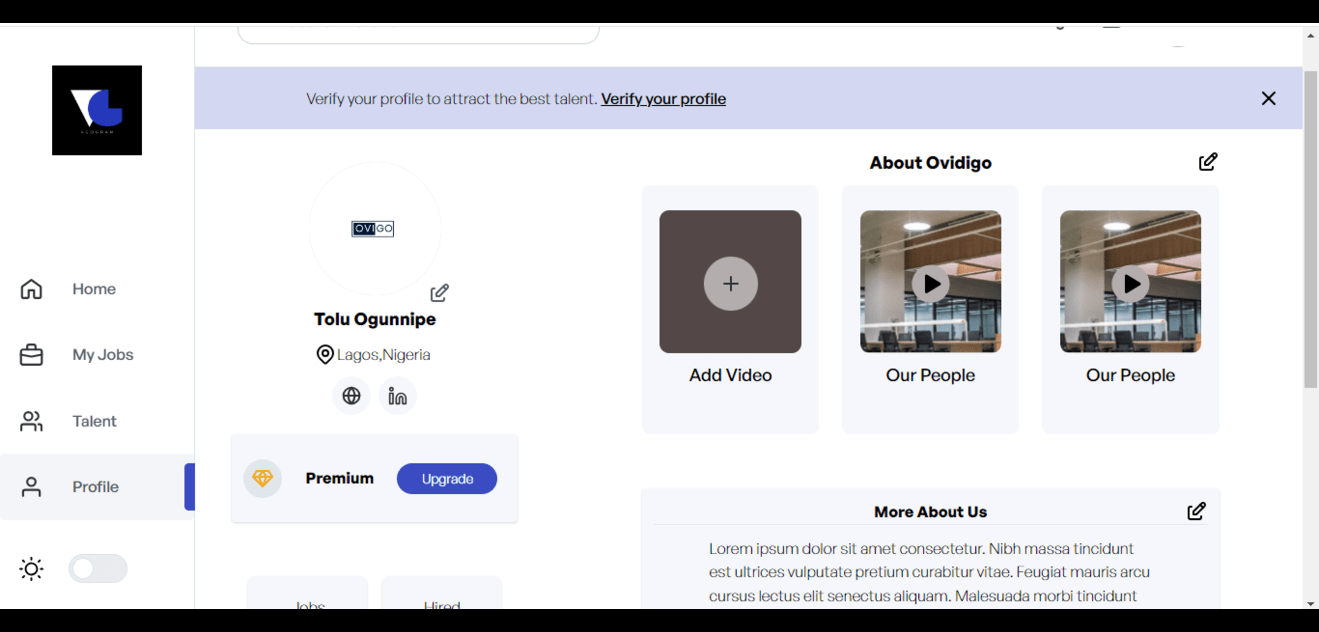 Verify your profile to attract the best talent. Verify your profile
Home
My Jobs
Talent
Profile
OVIGO
Tolu Ogunnipe
Lagos,Nigeria
Premium
Upgrade
Jobs
Hired
About Ovidigo
Add Video
Our People
Our People
More About Us
Lorem ipsum dolor sit amet consectetur. Nibh massa tincidunt
est ultrices vulputate pretium curabitur vitae. Feugiat mauris arcu
cursus lectus elit senectus aliquam. Malesuada morbi tincidunt